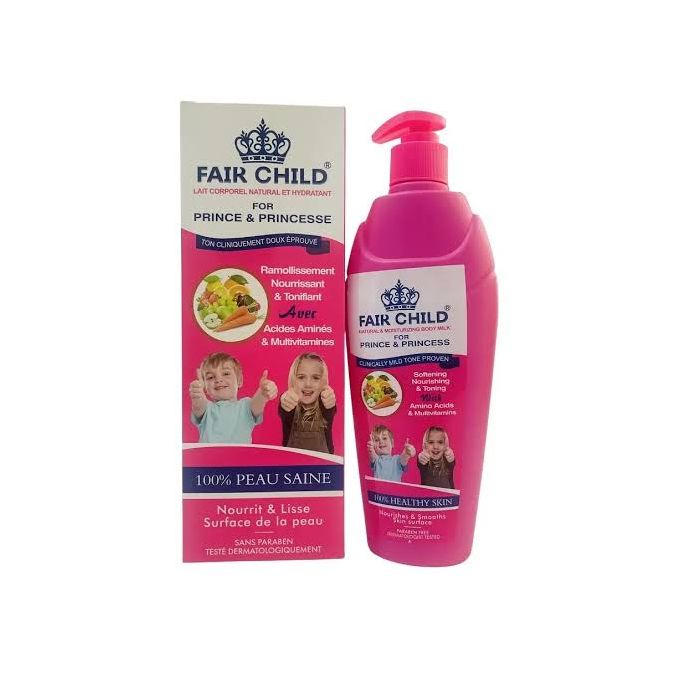 FAIR CHILD®
LAIT CORPOREL NATURAL ET HYDRATANT
FOR
PRINCE & PRINCESSE
TON CLINIQUEMENT DOUX ÉPROUVÉ
Ramollissement
Nourrissant
& Tonifiant
Avec
Acides Aminés
& Multivitamines
100% PEAU SAINE
Nourrit & Lisse
Surface de la peau
SANS PARABEN
TESTÉ DERMATOLOGIQUEMENT
FAIR CHILD®
NATURAL & MOISTURIZING BODY MILK
FOR
PRINCE & PRINCESS
CLINICALLY MILD TONE PROVEN
Softening
Nourishing
& Toning
With
Amino Acids
& Multivitamins
100% HEALTHY SKIN
Nourishes & Smooths
Skin surface
PARABEN FREE
DERMATOLOGIST TESTED